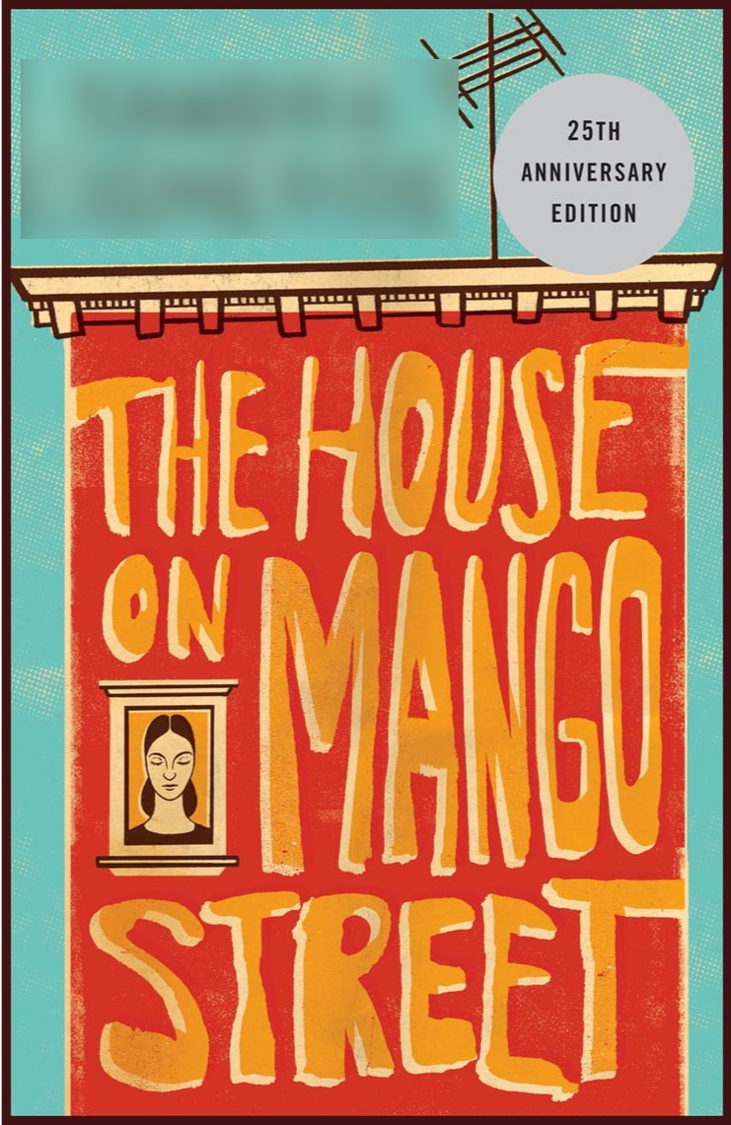 25TH
ANNIVERSARY
EDITION
THE HOUSE
ON MANGO
STREET